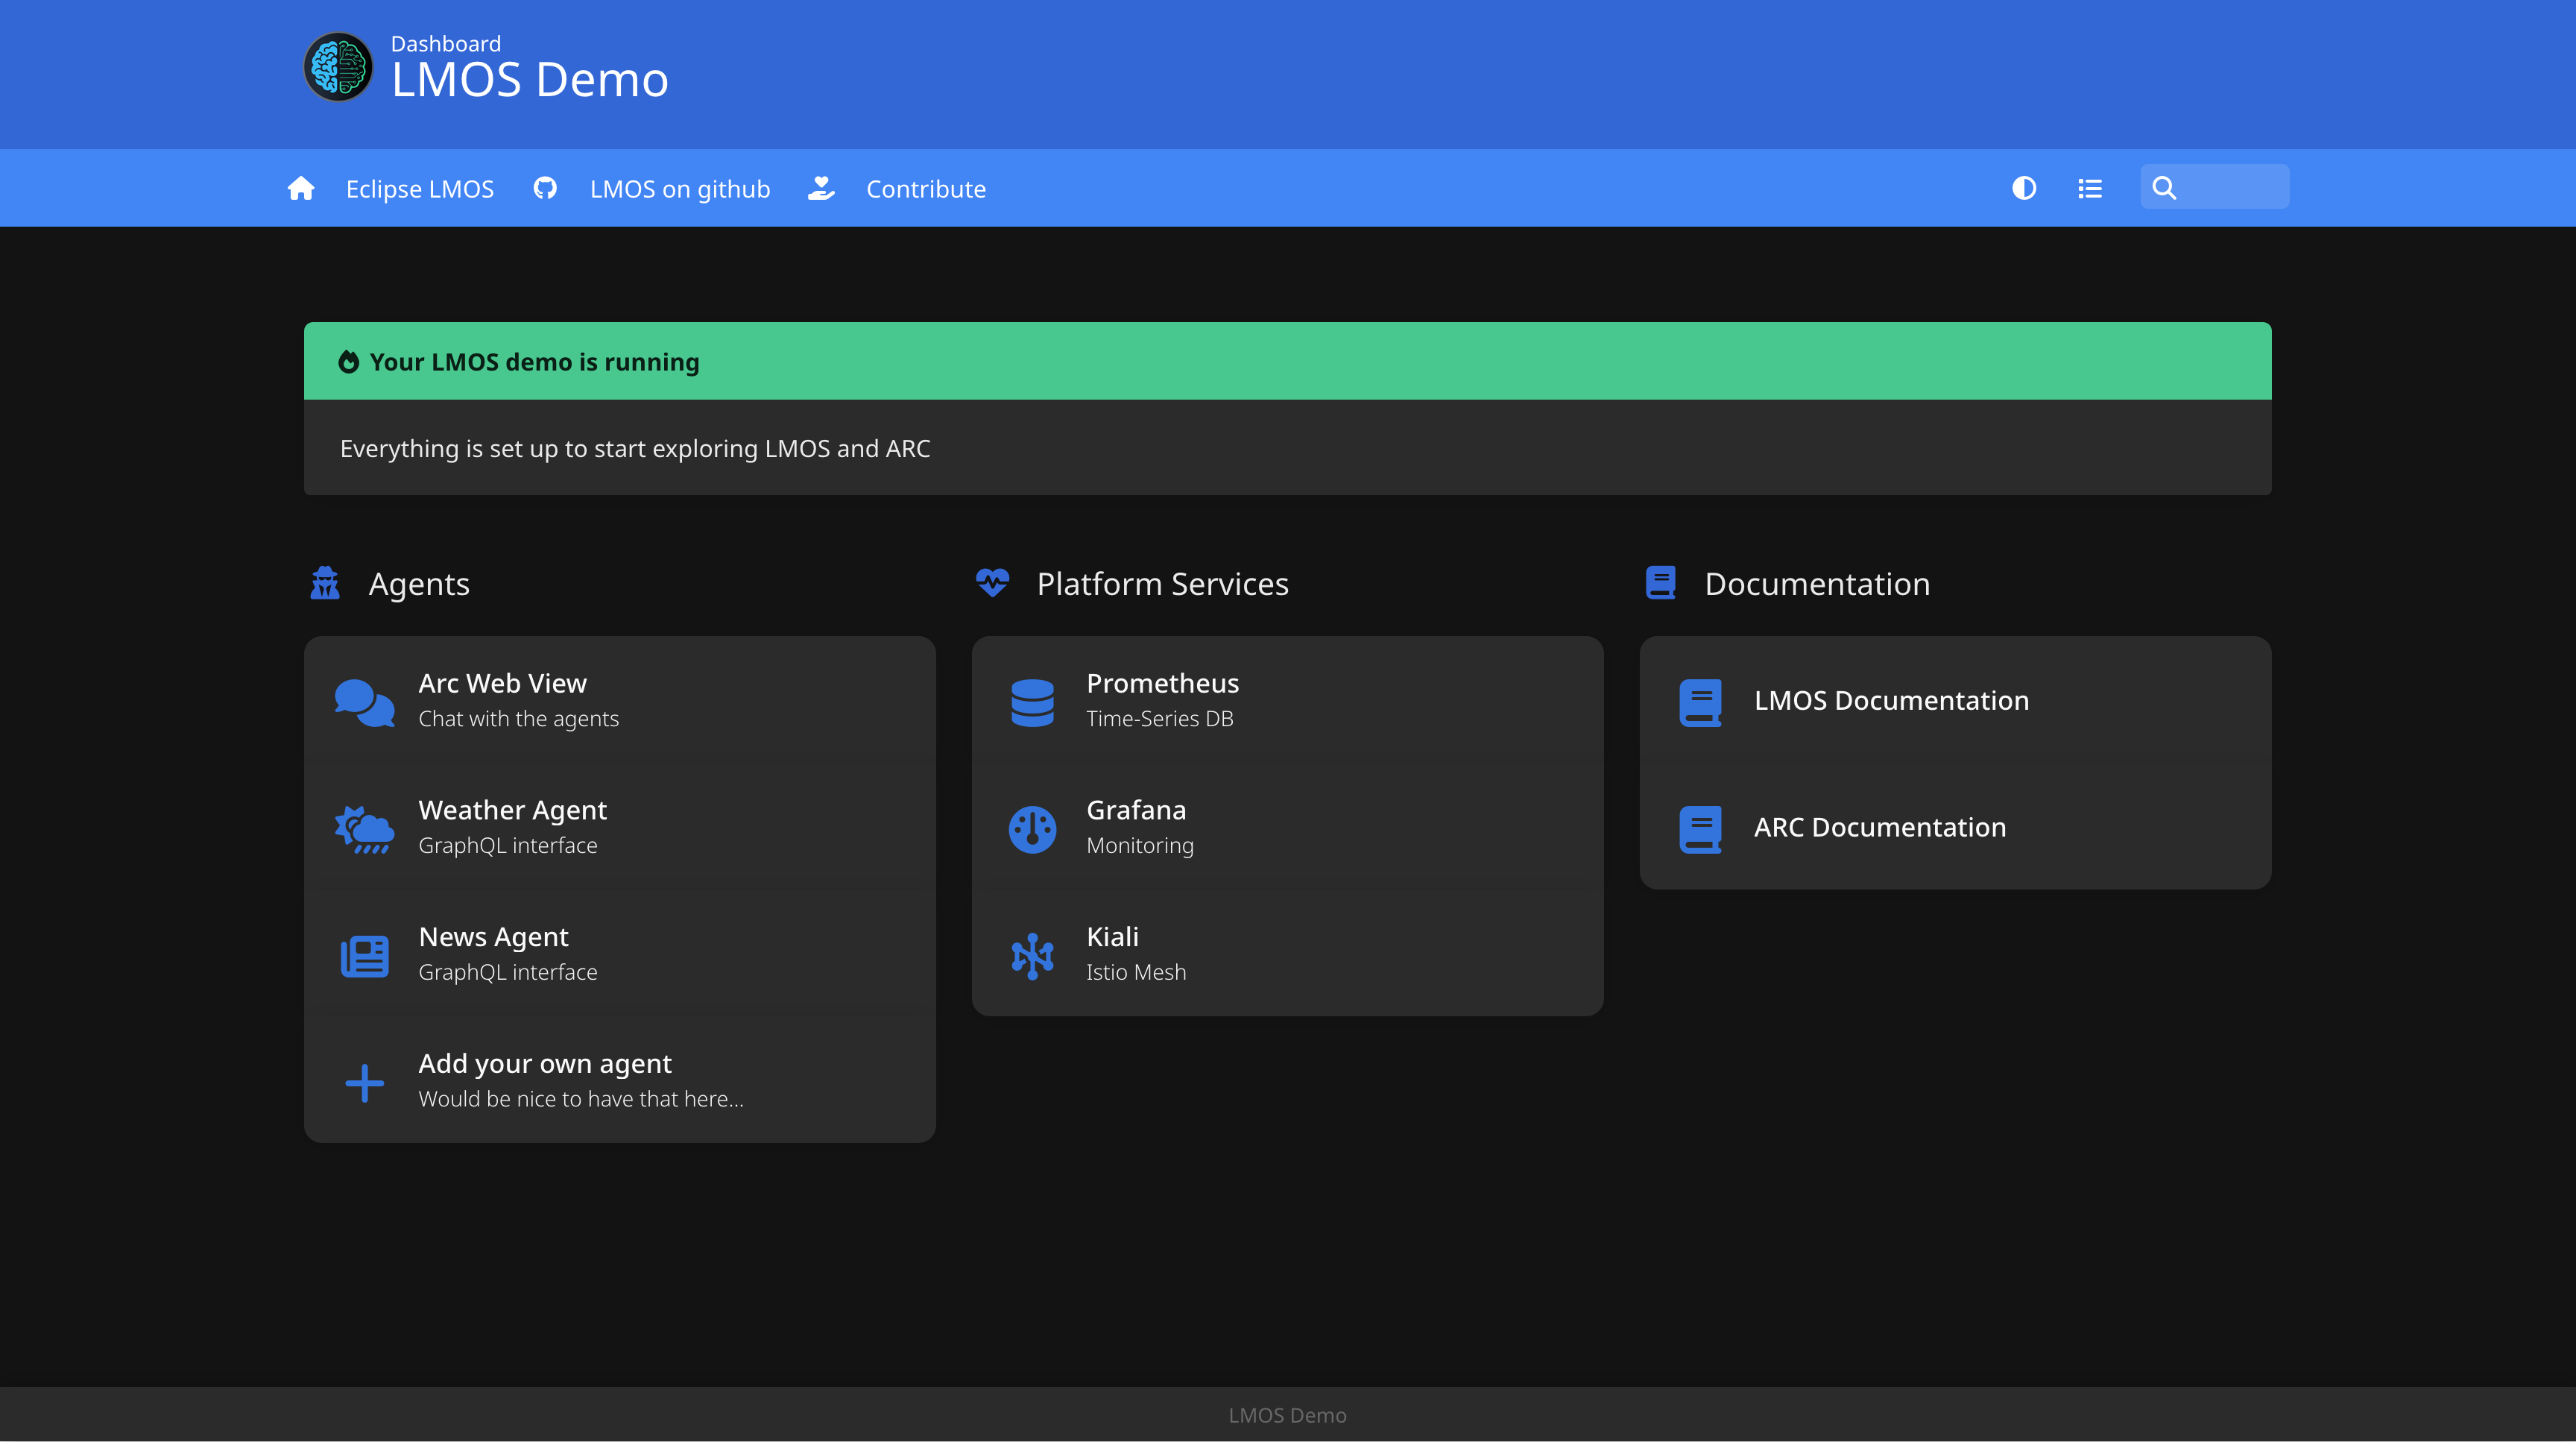 Dashboard
LMOS Demo
Eclipse LMOS
LMOS on github
Contribute
Your LMOS demo is running
Everything is set up to start exploring LMOS and ARC
Agents
Arc Web View
Chat with the agents
Weather Agent
GraphQL interface
News Agent
GraphQL interface
Add your own agent
Would be nice to have that here...
Platform Services
Prometheus
Time-Series DB
Grafana
Monitoring
Kiali
Istio Mesh
Documentation
LMOS Documentation
ARC Documentation
LMOS Demo